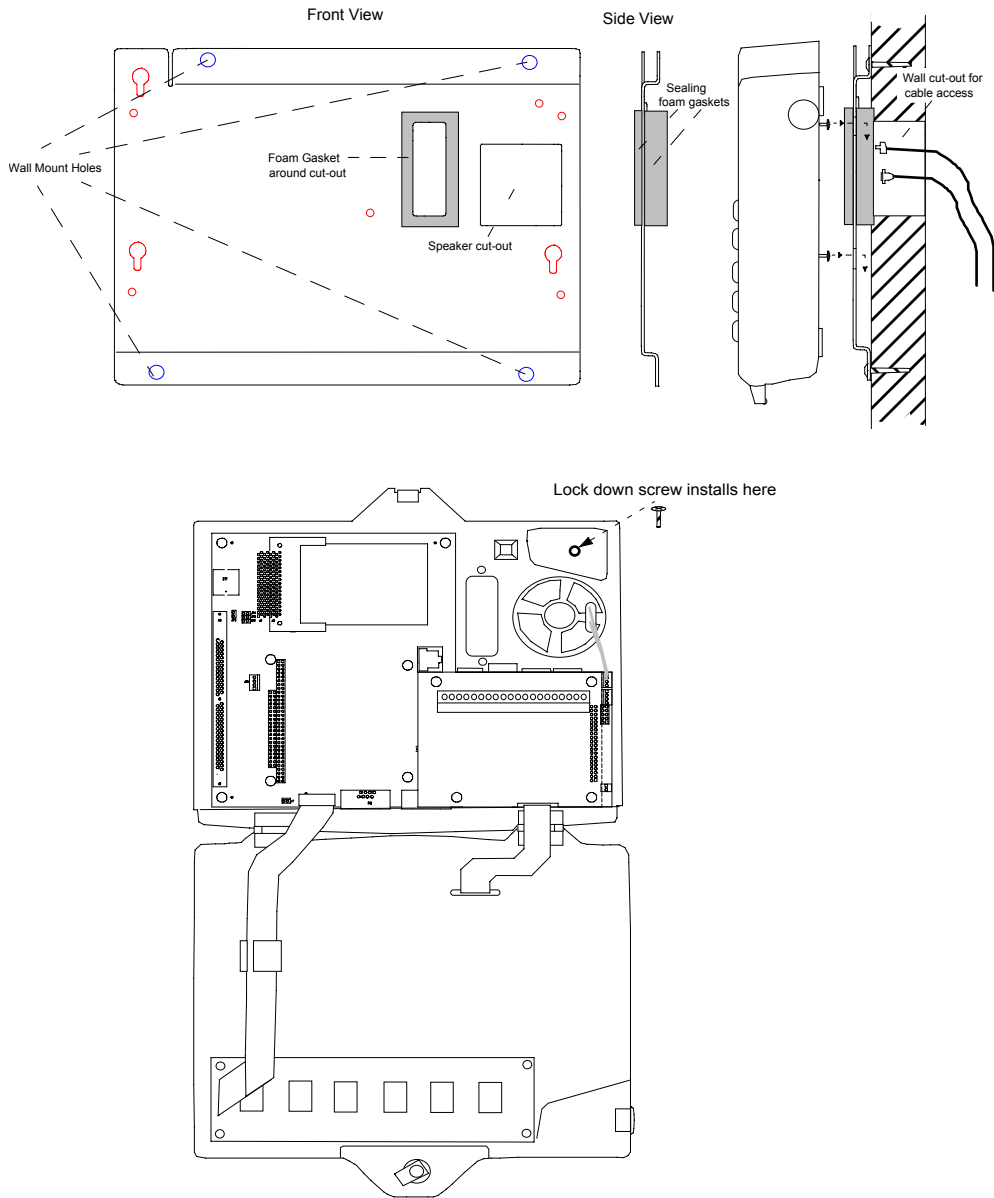 Front View
Side View
Sealing
foam gaskets
Wall cut-out for
cable access
Wall Mount Holes
Foam Gasket
around cut-out
Speaker cut-out
Lock down screw installs here